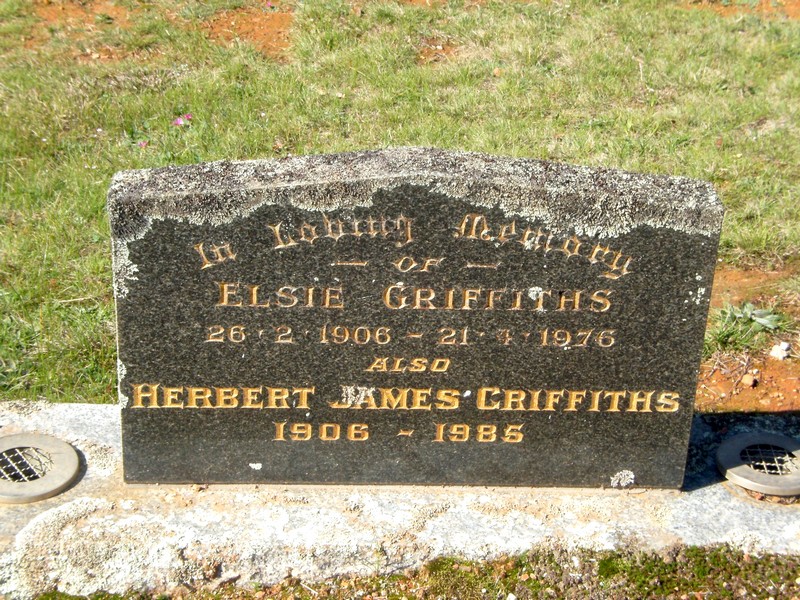 In Loving Memory
— OF —
ELSIE GRIFFITHS
26·2·1906 – 21·4·1976
ALSO
HERBERT JAMES GRIFFITHS
1906 – 1985